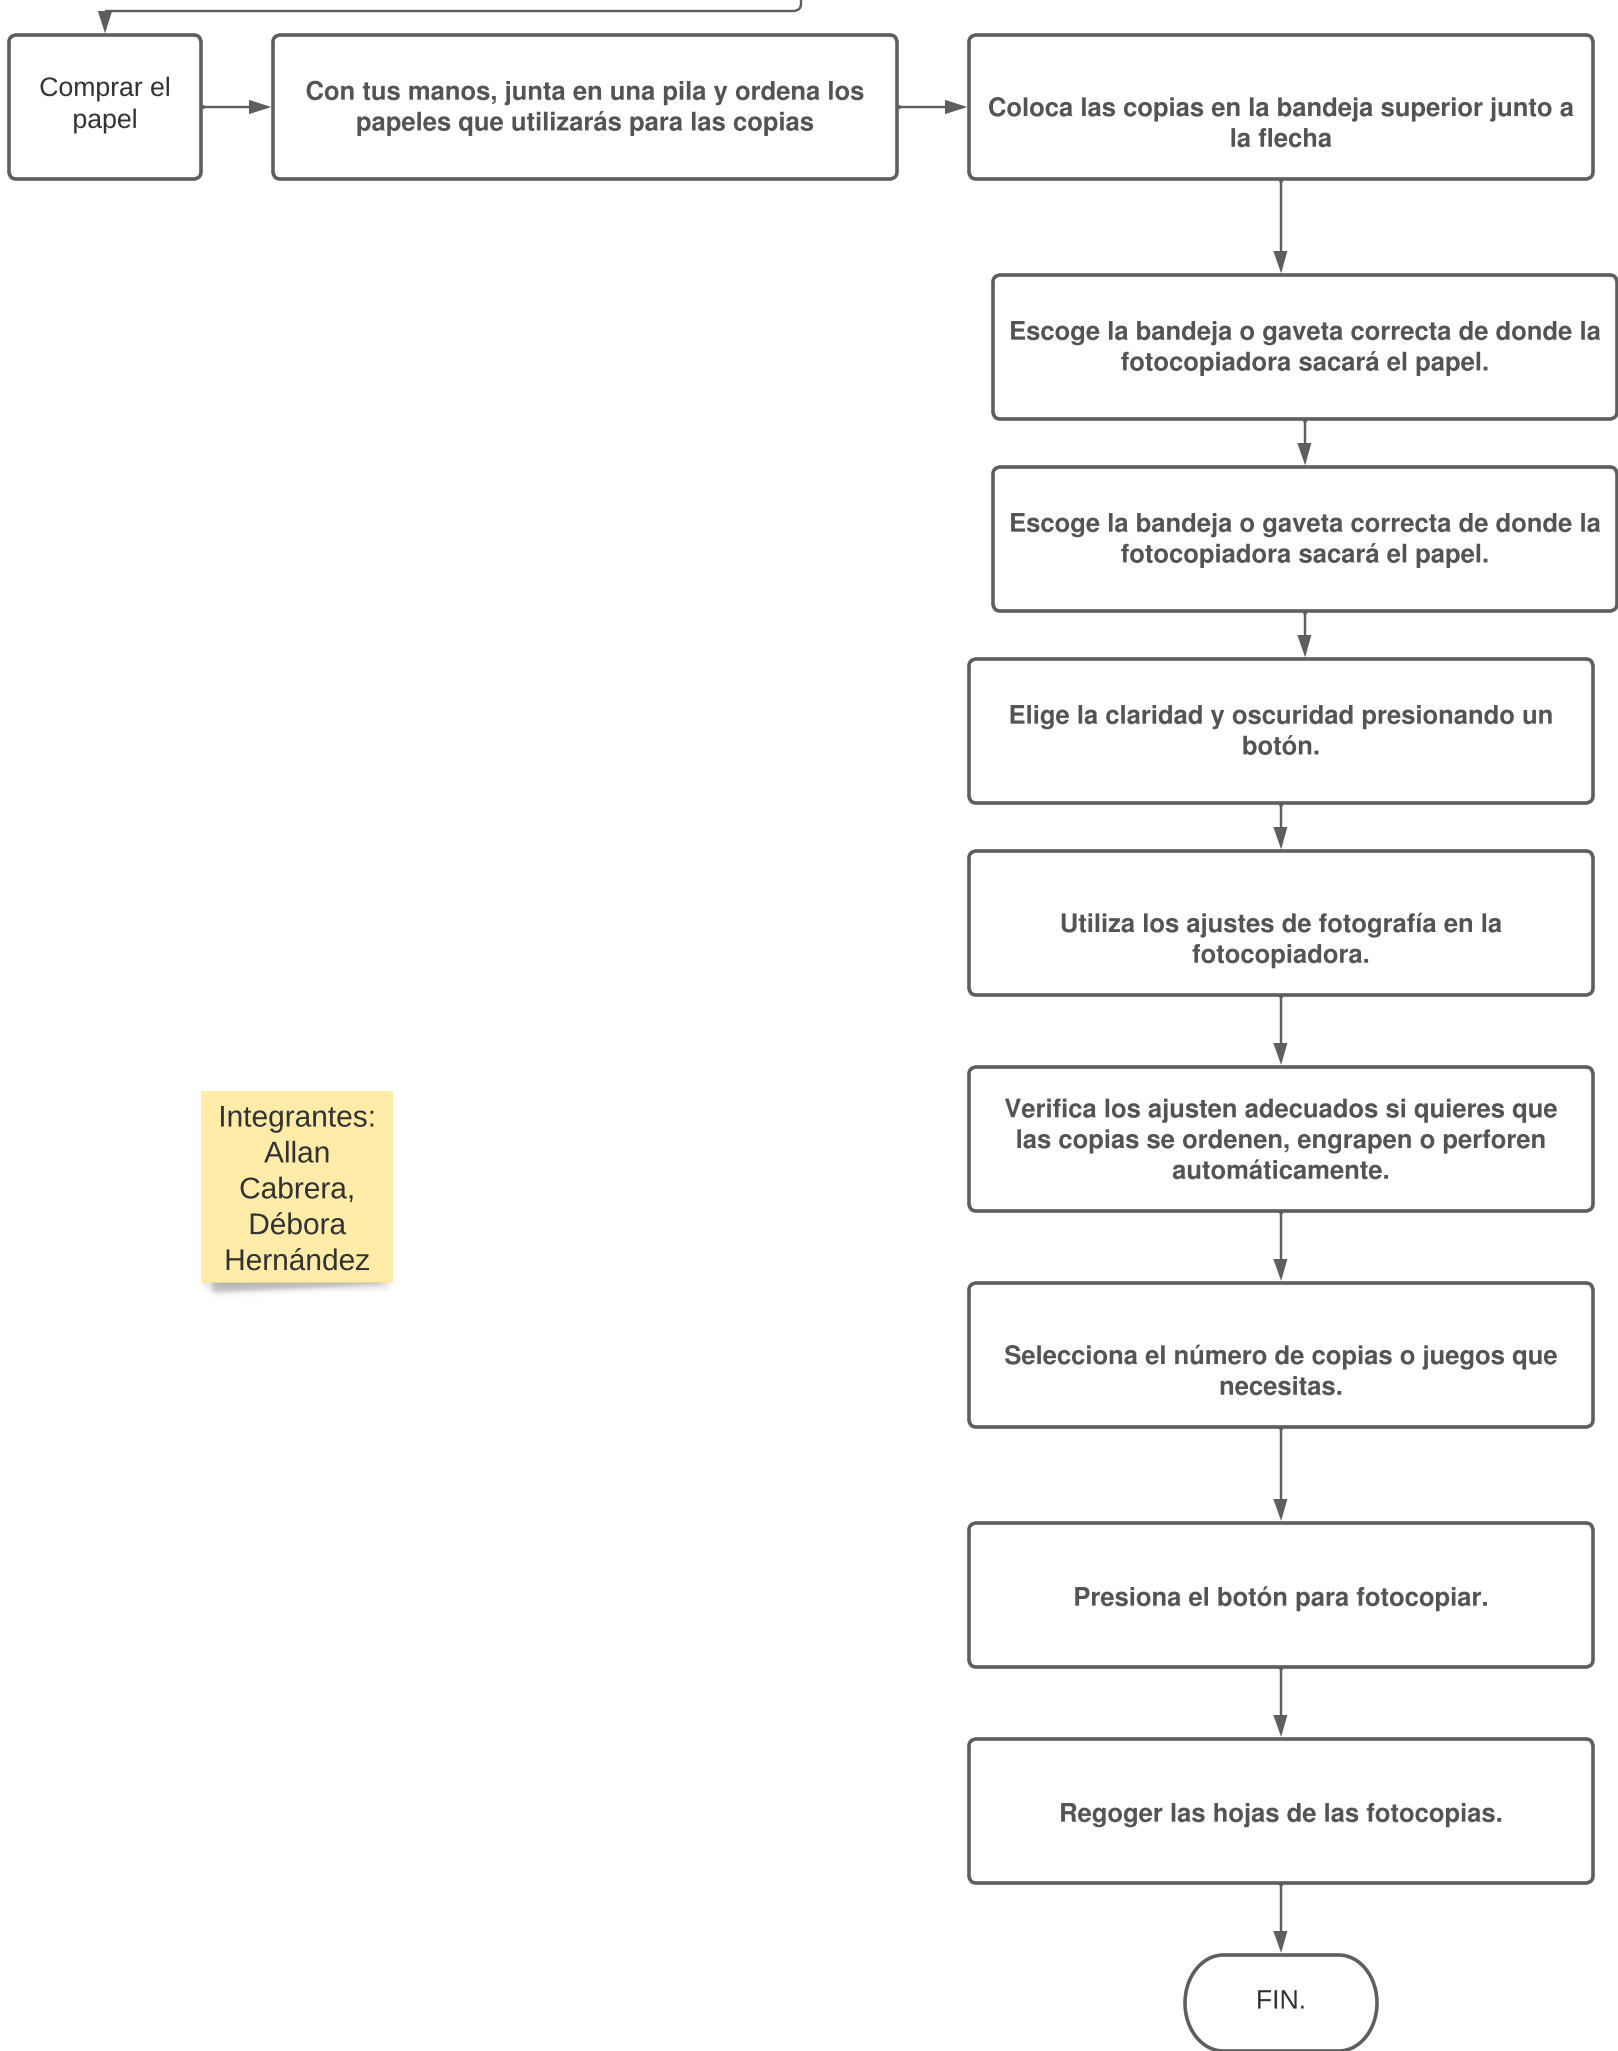 Comprar el
papel
Con tus manos, junta en una pila y ordena los
papeles que utilizarás para las copias
Coloca las copias en la bandeja superior junto a
la flecha
Escoge la bandeja o gaveta correcta de donde la
fotocopiadora sacará el papel.
Escoge la bandeja o gaveta correcta de donde la
fotocopiadora sacará el papel.
Elige la claridad y oscuridad presionando un
botón.
Utiliza los ajustes de fotografía en la
fotocopiadora.
Verifica los ajusten adecuados si quieres que
las copias se ordenen, engrapen o perforen
automáticamente.
Integrantes:
Allan
Cabrera,
Débora
Hernández
Selecciona el número de copias o juegos que
necesitas.
Presiona el botón para fotocopiar.
Regoger las hojas de las fotocopias.
FIN.